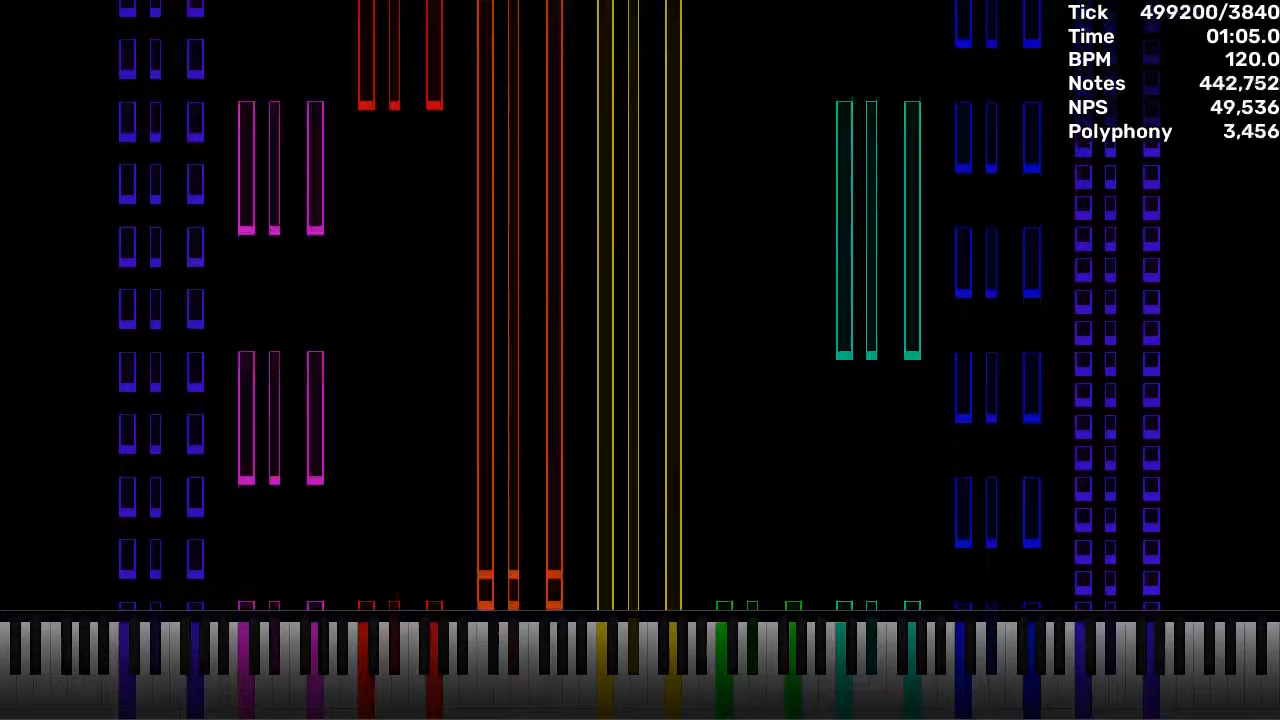 Tick 499200/3840
Time 01:05.0
BPM 120.0
Notes 442,752
NPS 49,536
Polyphony 3,456